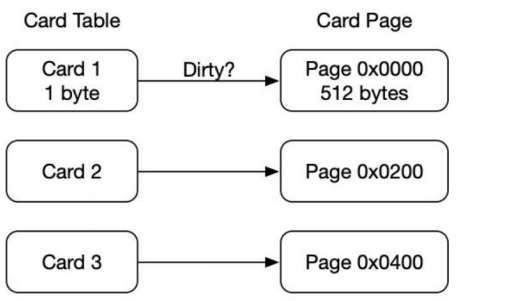 Card Table
Card Page
Card 1
1 byte
Dirty?
Page 0x0000
512 bytes
Card 2
Page 0x0200
Card 3
Page 0x0400